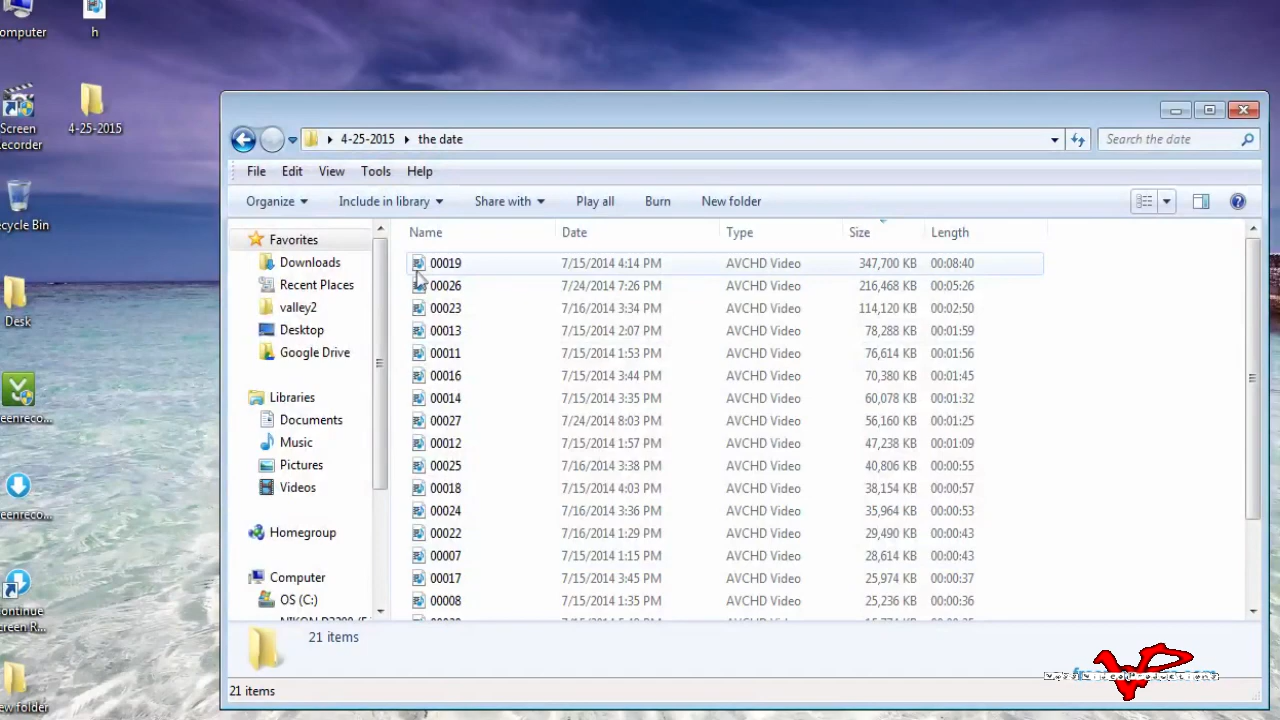 omputer
h
Screen
Recorder
4-25-2015
ecycle Bin
Desk
eenreco...
eenreco...
ontinue
creen R...
ew folder
4-25-2015 the date
Search the date
File Edit View Tools Help
Organize Include in library Share with Play all Burn New folder
Name Date Type Size Length
Favorites
Downloads
Recent Places
valley2
Desktop
Google Drive
Libraries
Documents
Music
Pictures
Videos
Homegroup
Computer
OS (C:)
00019 7/15/2014 4:14 PM AVCHD Video 347,700 KB 00:08:40
00026 7/24/2014 7:26 PM AVCHD Video 216,468 KB 00:05:26
00023 7/16/2014 3:34 PM AVCHD Video 114,120 KB 00:02:50
00013 7/15/2014 2:07 PM AVCHD Video 78,288 KB 00:01:59
00011 7/15/2014 1:53 PM AVCHD Video 76,614 KB 00:01:56
00016 7/15/2014 3:44 PM AVCHD Video 70,380 KB 00:01:45
00014 7/15/2014 3:35 PM AVCHD Video 60,078 KB 00:01:32
00027 7/24/2014 8:03 PM AVCHD Video 56,160 KB 00:01:25
00012 7/15/2014 1:57 PM AVCHD Video 47,238 KB 00:01:09
00025 7/16/2014 3:38 PM AVCHD Video 40,806 KB 00:00:55
00018 7/15/2014 4:03 PM AVCHD Video 38,154 KB 00:00:57
00024 7/16/2014 3:36 PM AVCHD Video 35,964 KB 00:00:53
00022 7/16/2014 1:29 PM AVCHD Video 29,490 KB 00:00:43
00007 7/15/2014 1:15 PM AVCHD Video 28,614 KB 00:00:43
00017 7/15/2014 3:45 PM AVCHD Video 25,974 KB 00:00:37
00008 7/15/2014 1:35 PM AVCHD Video 25,236 KB 00:00:36
21 items
21 items